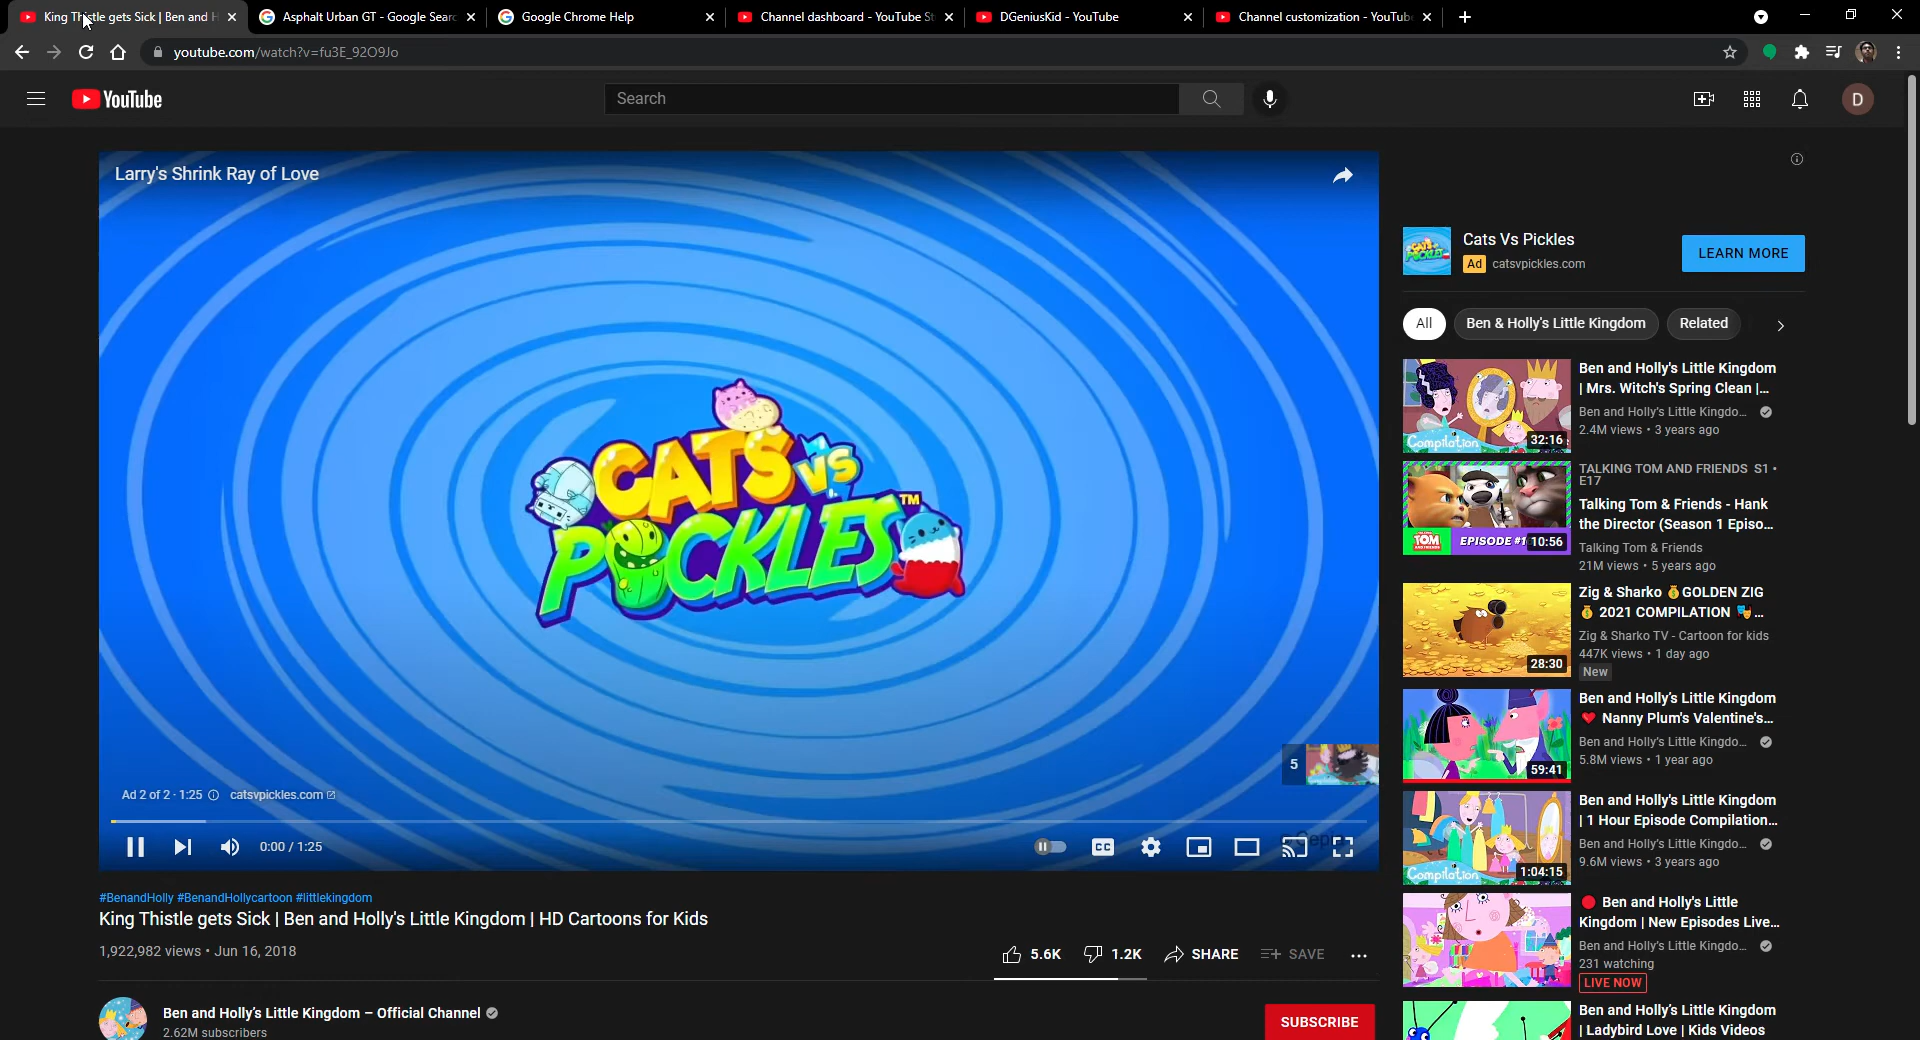 King Thistle gets Sick | Ben and H
Asphalt Urban GT - Google Searc
Google Chrome Help
Channel dashboard - YouTube St
DGeniusKid - YouTube
Channel customization - YouTub
youtube.com/watch?v=fu3E_92O9Jo
YouTube
Search
D
Larry's Shrink Ray of Love
CATS vs
PICKLES™
5
Ad 2 of 2 · 1:25
catsvpickles.com
0:00 / 1:25
CC
#BenandHolly #BenandHollycartoon #littlekingdom
King Thistle gets Sick | Ben and Holly's Little Kingdom | HD Cartoons for Kids
1,922,982 views • Jun 16, 2018
5.6K
1.2K
SHARE
SAVE
Ben and Holly's Little Kingdom – Official Channel
2.62M subscribers
SUBSCRIBE
Cats Vs Pickles
Ad catsvpickles.com
LEARN MORE
All
Ben & Holly's Little Kingdom
Related
Compilation
32:16
Ben and Holly's Little Kingdom
| Mrs. Witch's Spring Clean |...
Ben and Holly's Little Kingdo...
2.4M views • 3 years ago
TOM
EPISODE #1
10:56
TALKING TOM AND FRIENDS S1 •
E17
Talking Tom & Friends - Hank
the Director (Season 1 Episo...
Talking Tom & Friends
21M views • 5 years ago
28:30
Zig & Sharko 💰GOLDEN ZIG
💰 2021 COMPILATION 🎭...
Zig & Sharko TV - Cartoon for kids
447K views • 1 day ago
New
59:41
Ben and Holly's Little Kingdom
❤️ Nanny Plum's Valentine's...
Ben and Holly's Little Kingdo...
5.8M views • 1 year ago
Compilation
1:04:15
Ben and Holly's Little Kingdom
| 1 Hour Episode Compilation...
Ben and Holly's Little Kingdo...
9.6M views • 3 years ago
🔴 Ben and Holly's Little
Kingdom | New Episodes Live...
Ben and Holly's Little Kingdo...
231 watching
LIVE NOW
Ben and Holly's Little Kingdom
| Ladybird Love | Kids Videos